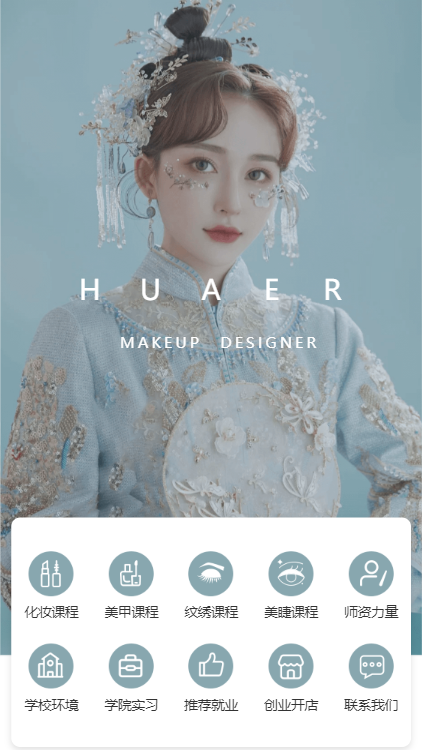 HUAER
MAKEUP DESIGNER
化妆课程 美甲课程 纹绣课程 美睫课程 师资力量
学校环境 学院实习 推荐就业 创业开店 联系我们